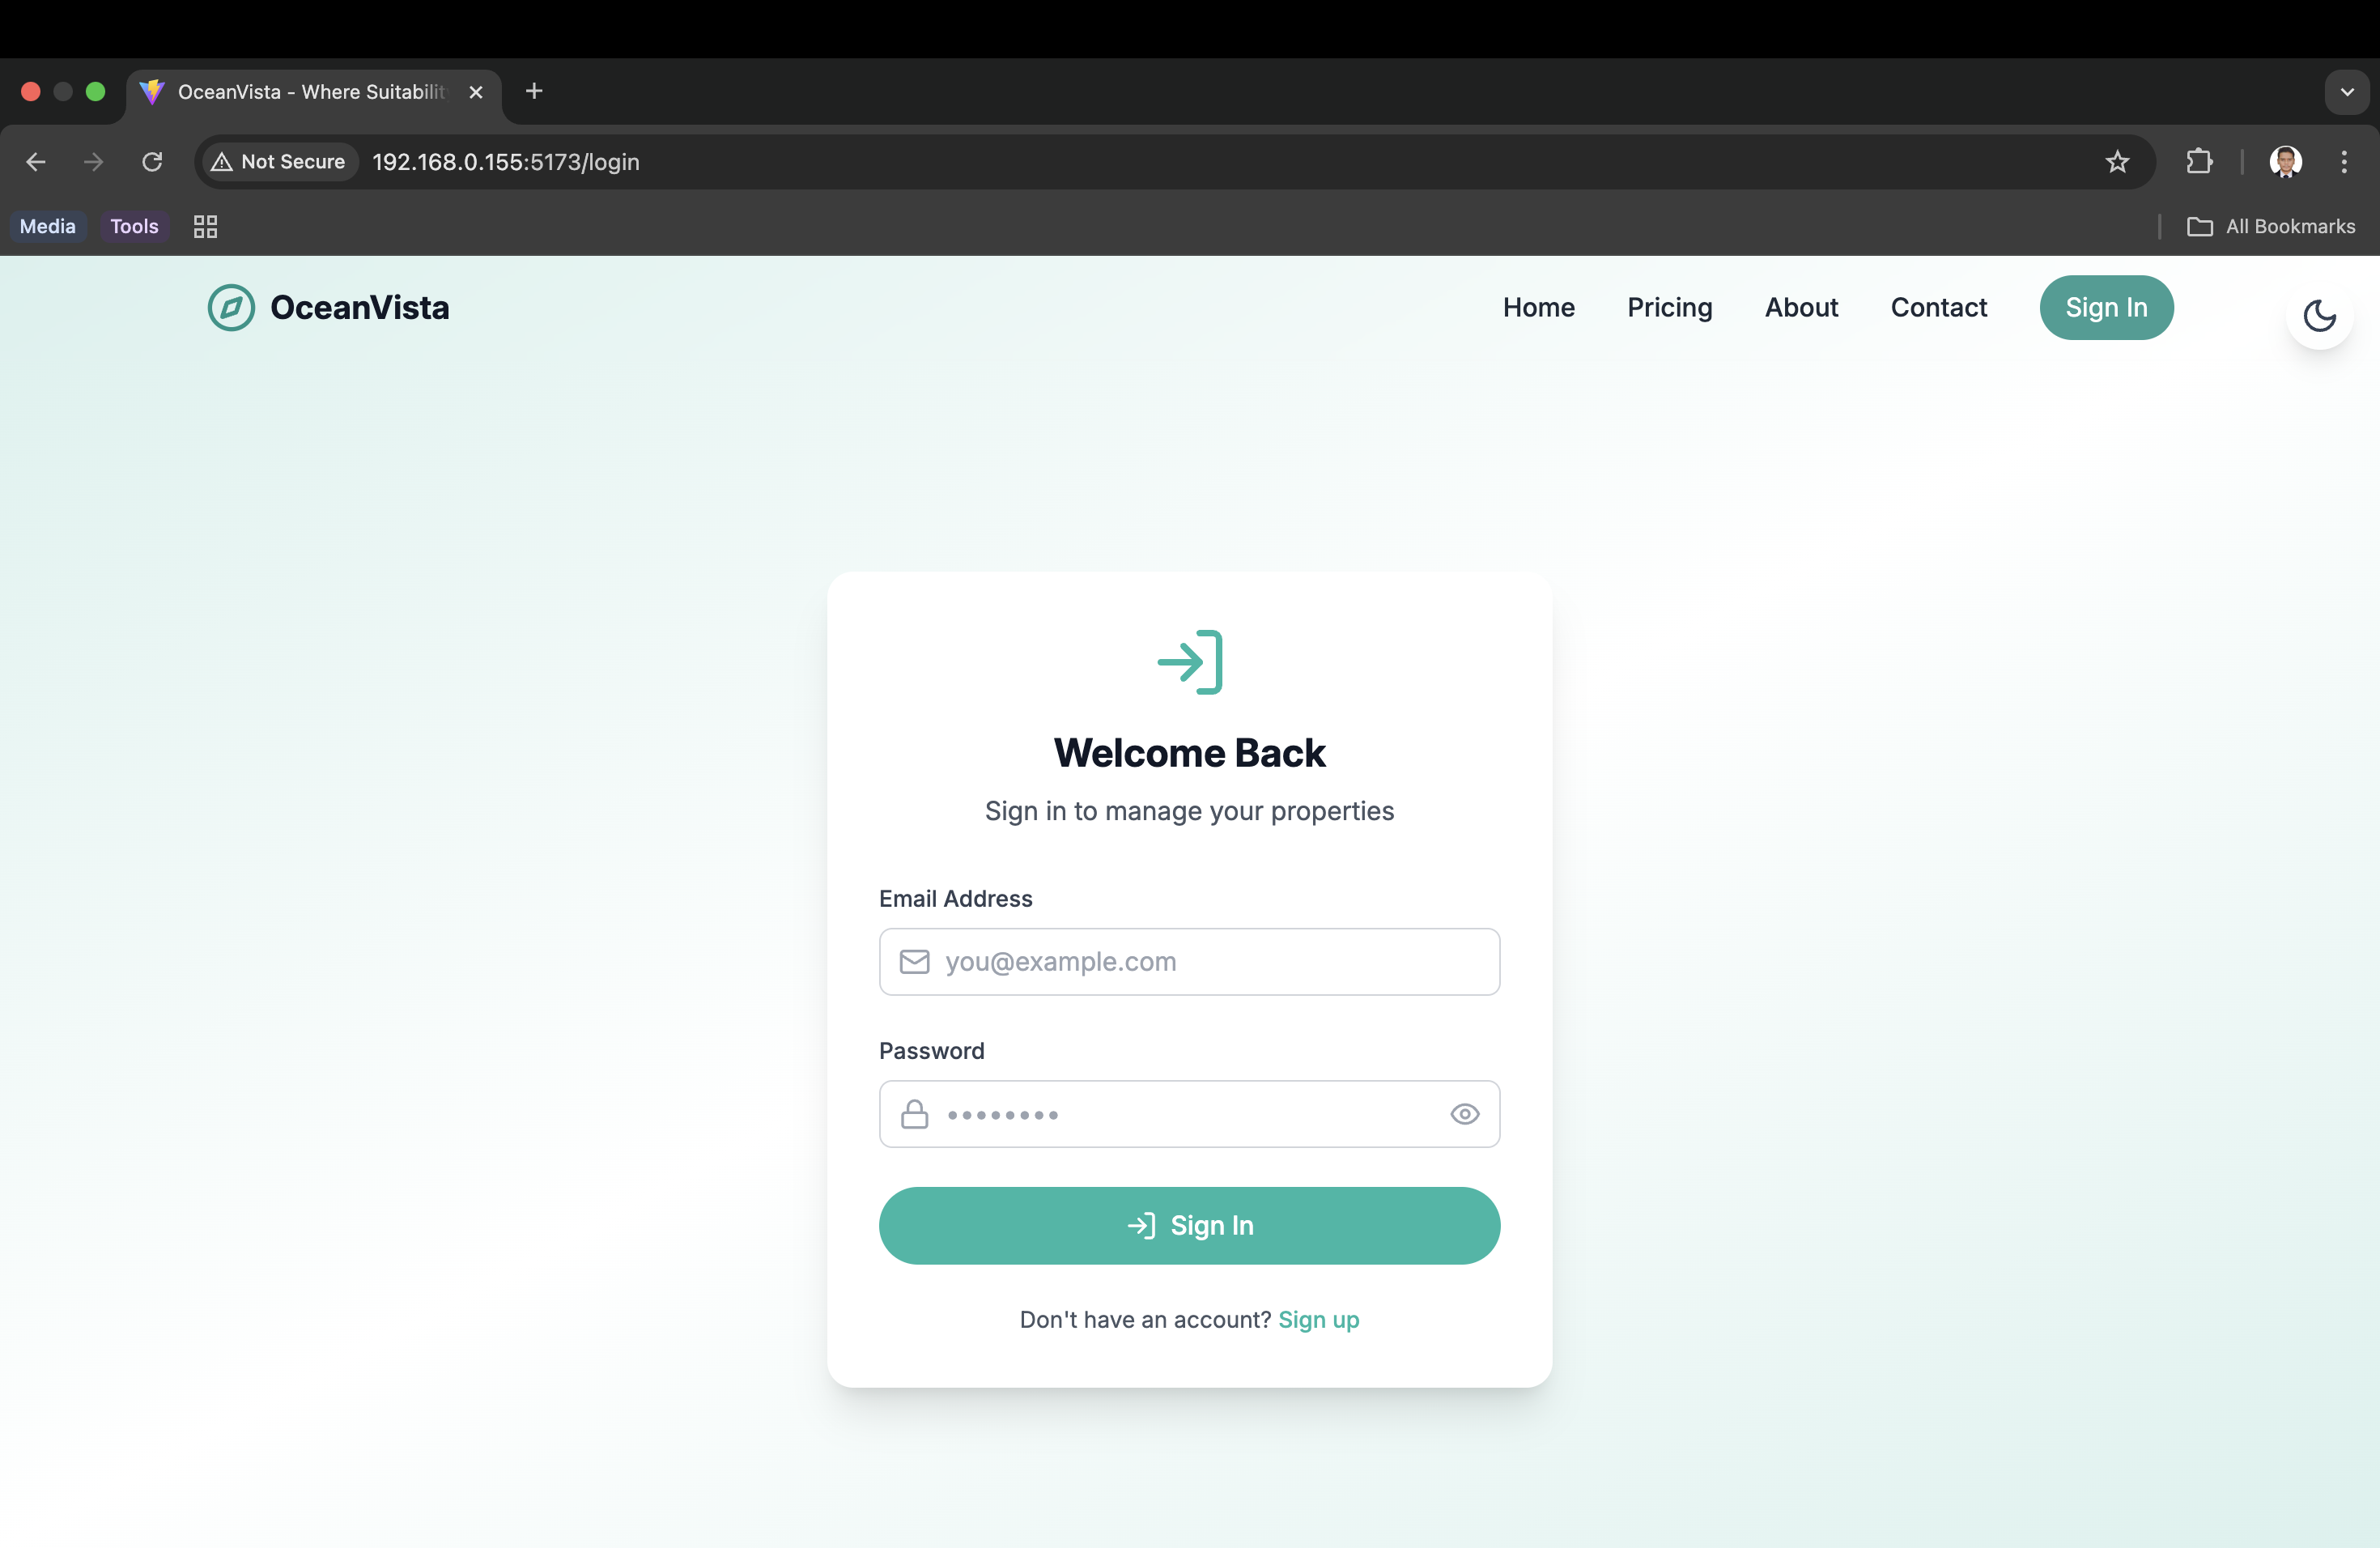 OceanVista - Where Suitabilit
Not Secure 192.168.0.155:5173/login
Media Tools All Bookmarks
OceanVista Home Pricing About Contact Sign In
Welcome Back
Sign in to manage your properties
Email Address
you@example.com
Password
••••••••
Sign In
Don't have an account? Sign up